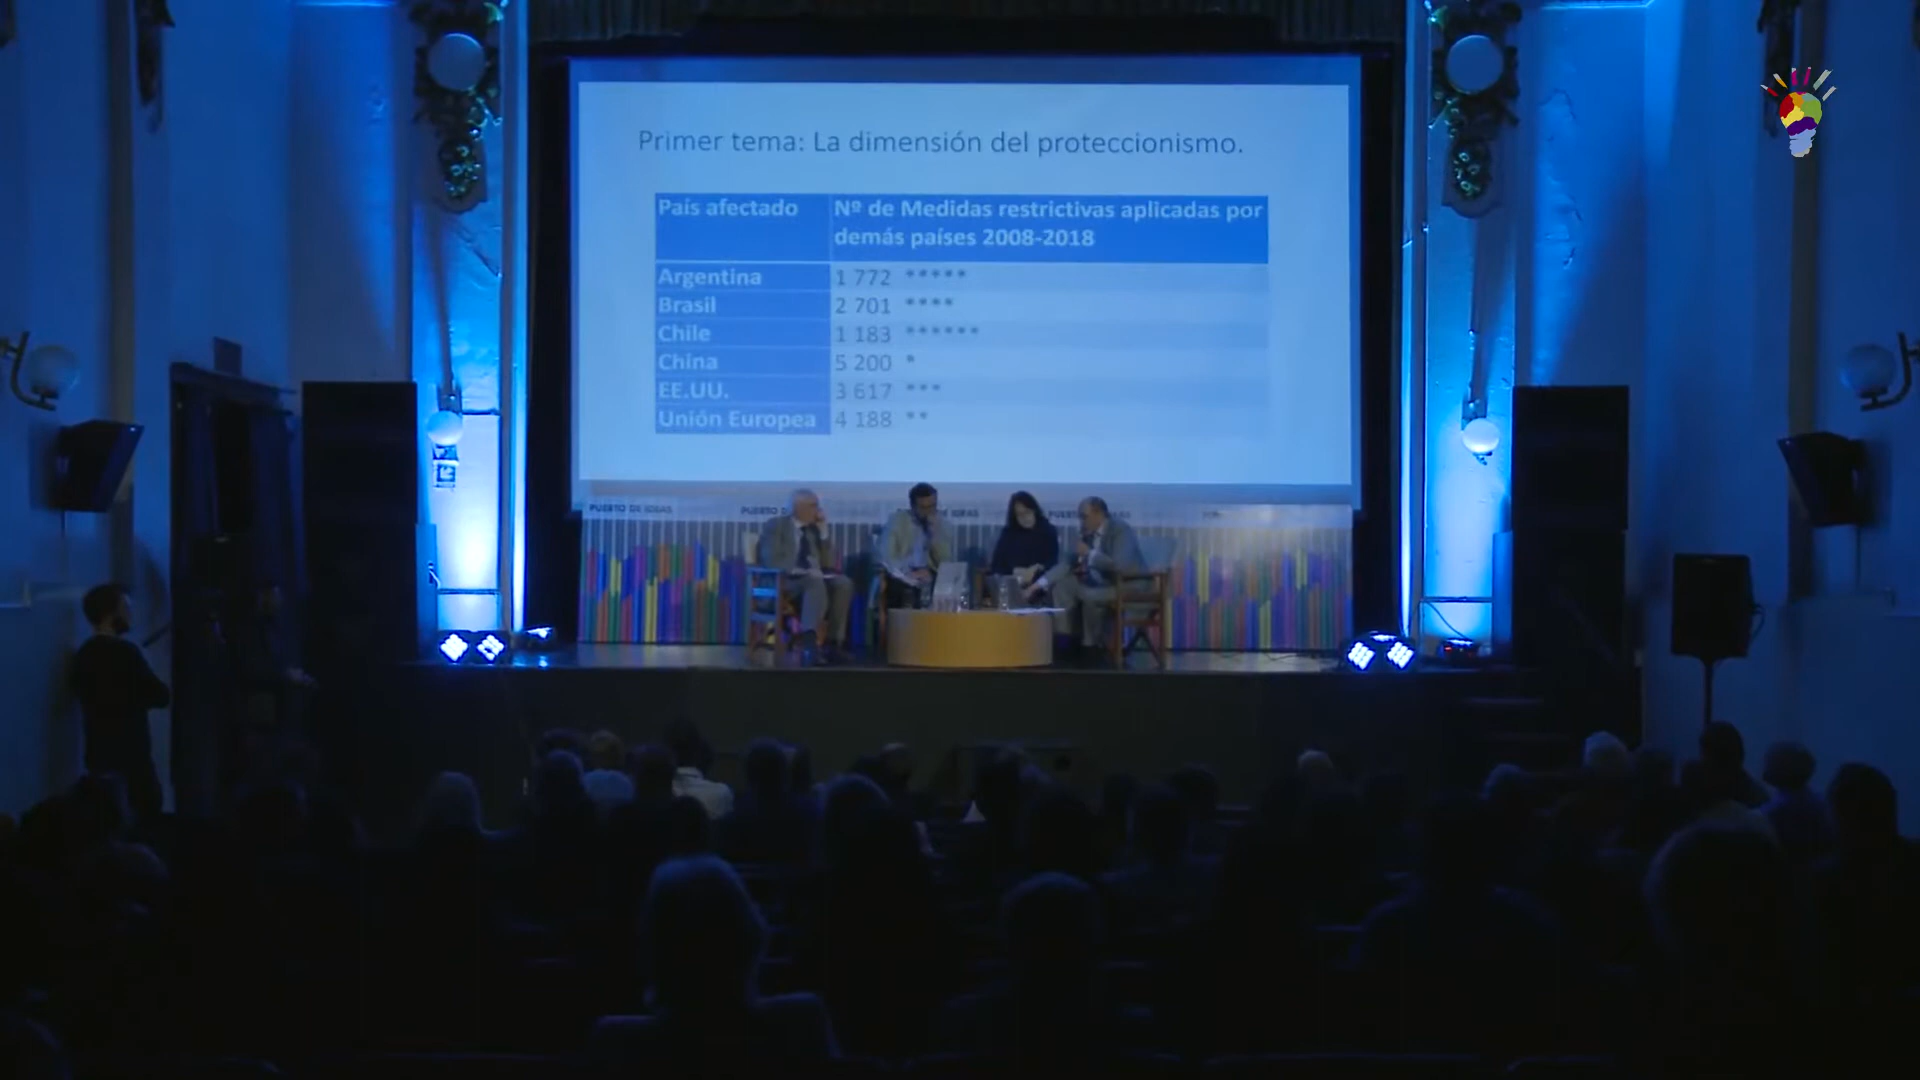 Primer tema: La dimensión del proteccionismo.
País afectado
Nº de Medidas restrictivas aplicadas por
demás países 2008-2018
Argentina 1 772 *****
Brasil 2 701 ****
Chile 1 183 ******
China 5 200 *
EE.UU. 3 617 ***
Unión Europea 4 188 **
PUERTO DE IDEAS